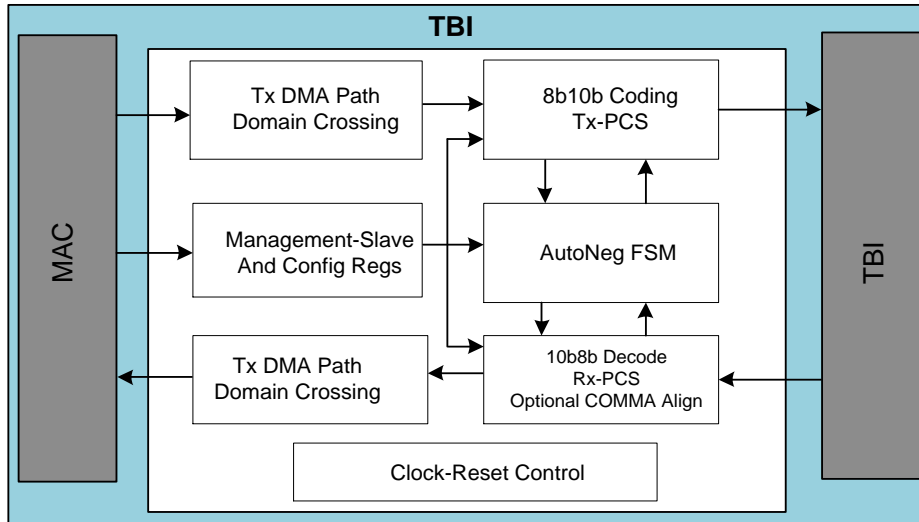 TBI
MAC
Tx DMA Path
Domain Crossing
8b10b Coding
Tx-PCS
Management-Slave
And Config Regs
AutoNeg FSM
Tx DMA Path
Domain Crossing
10b8b Decode
Rx-PCS
Optional COMMA Align
Clock-Reset Control
TBI